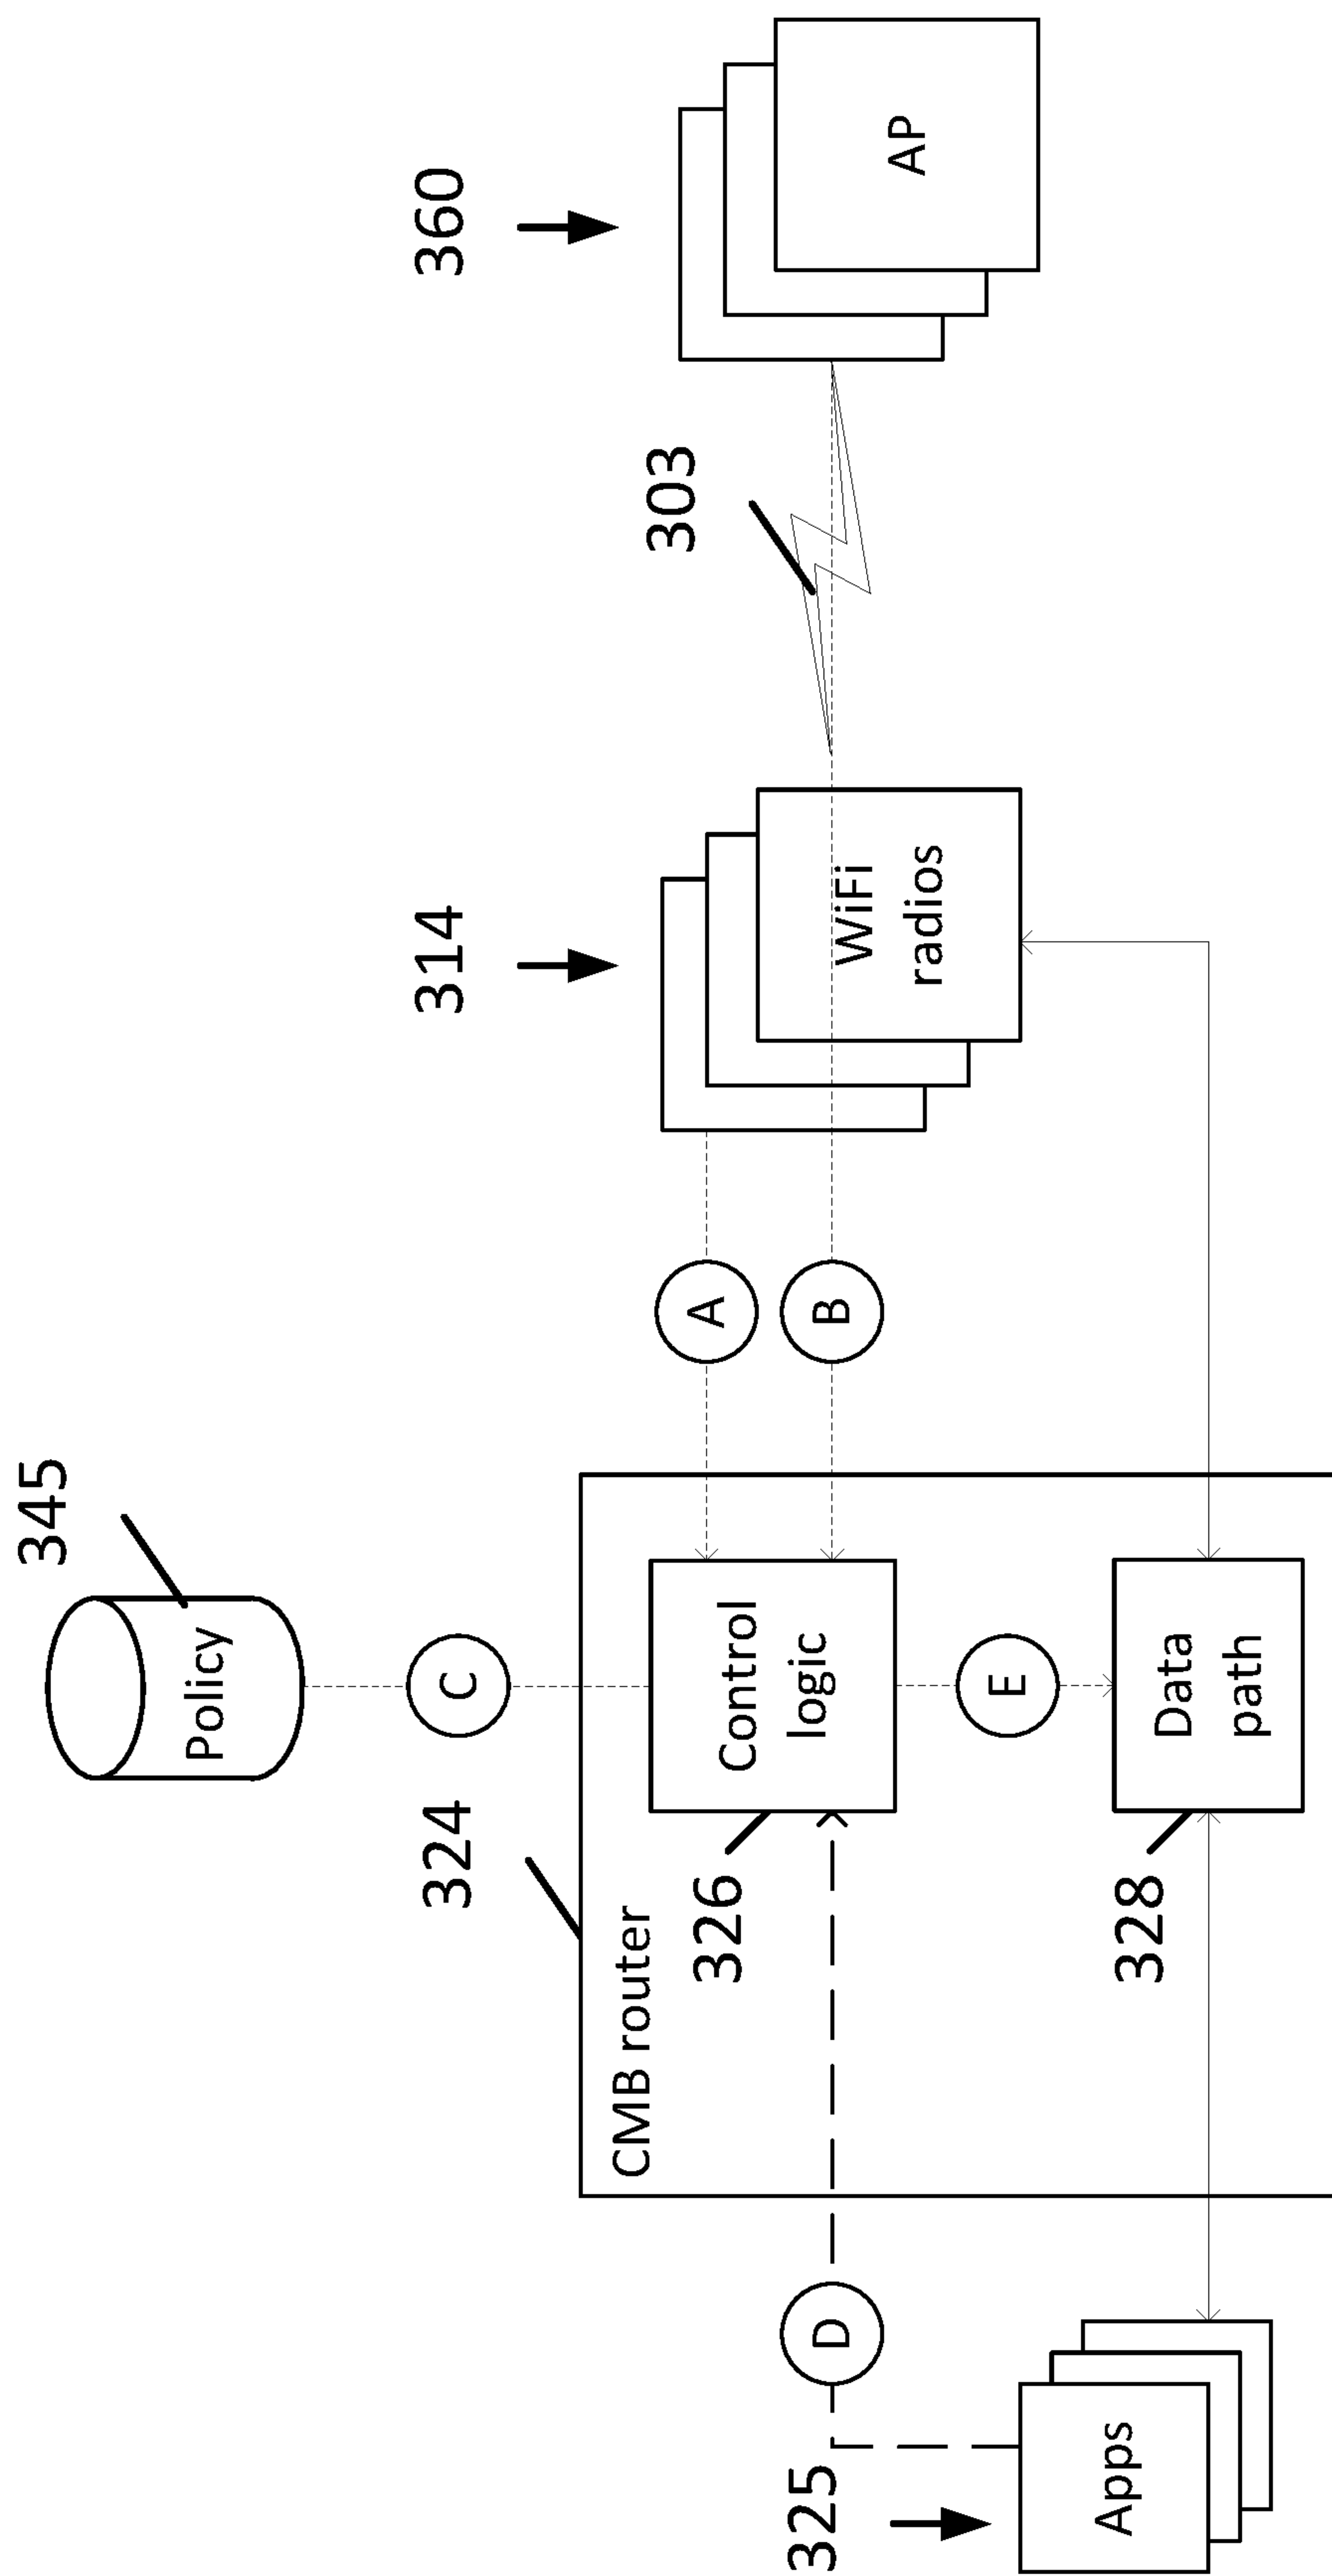 345
Policy
C
324
CMB router
326
Control
logic
E
328
Data
path
D
325
Apps
A
B
314
WiFi
radios
303
360
AP